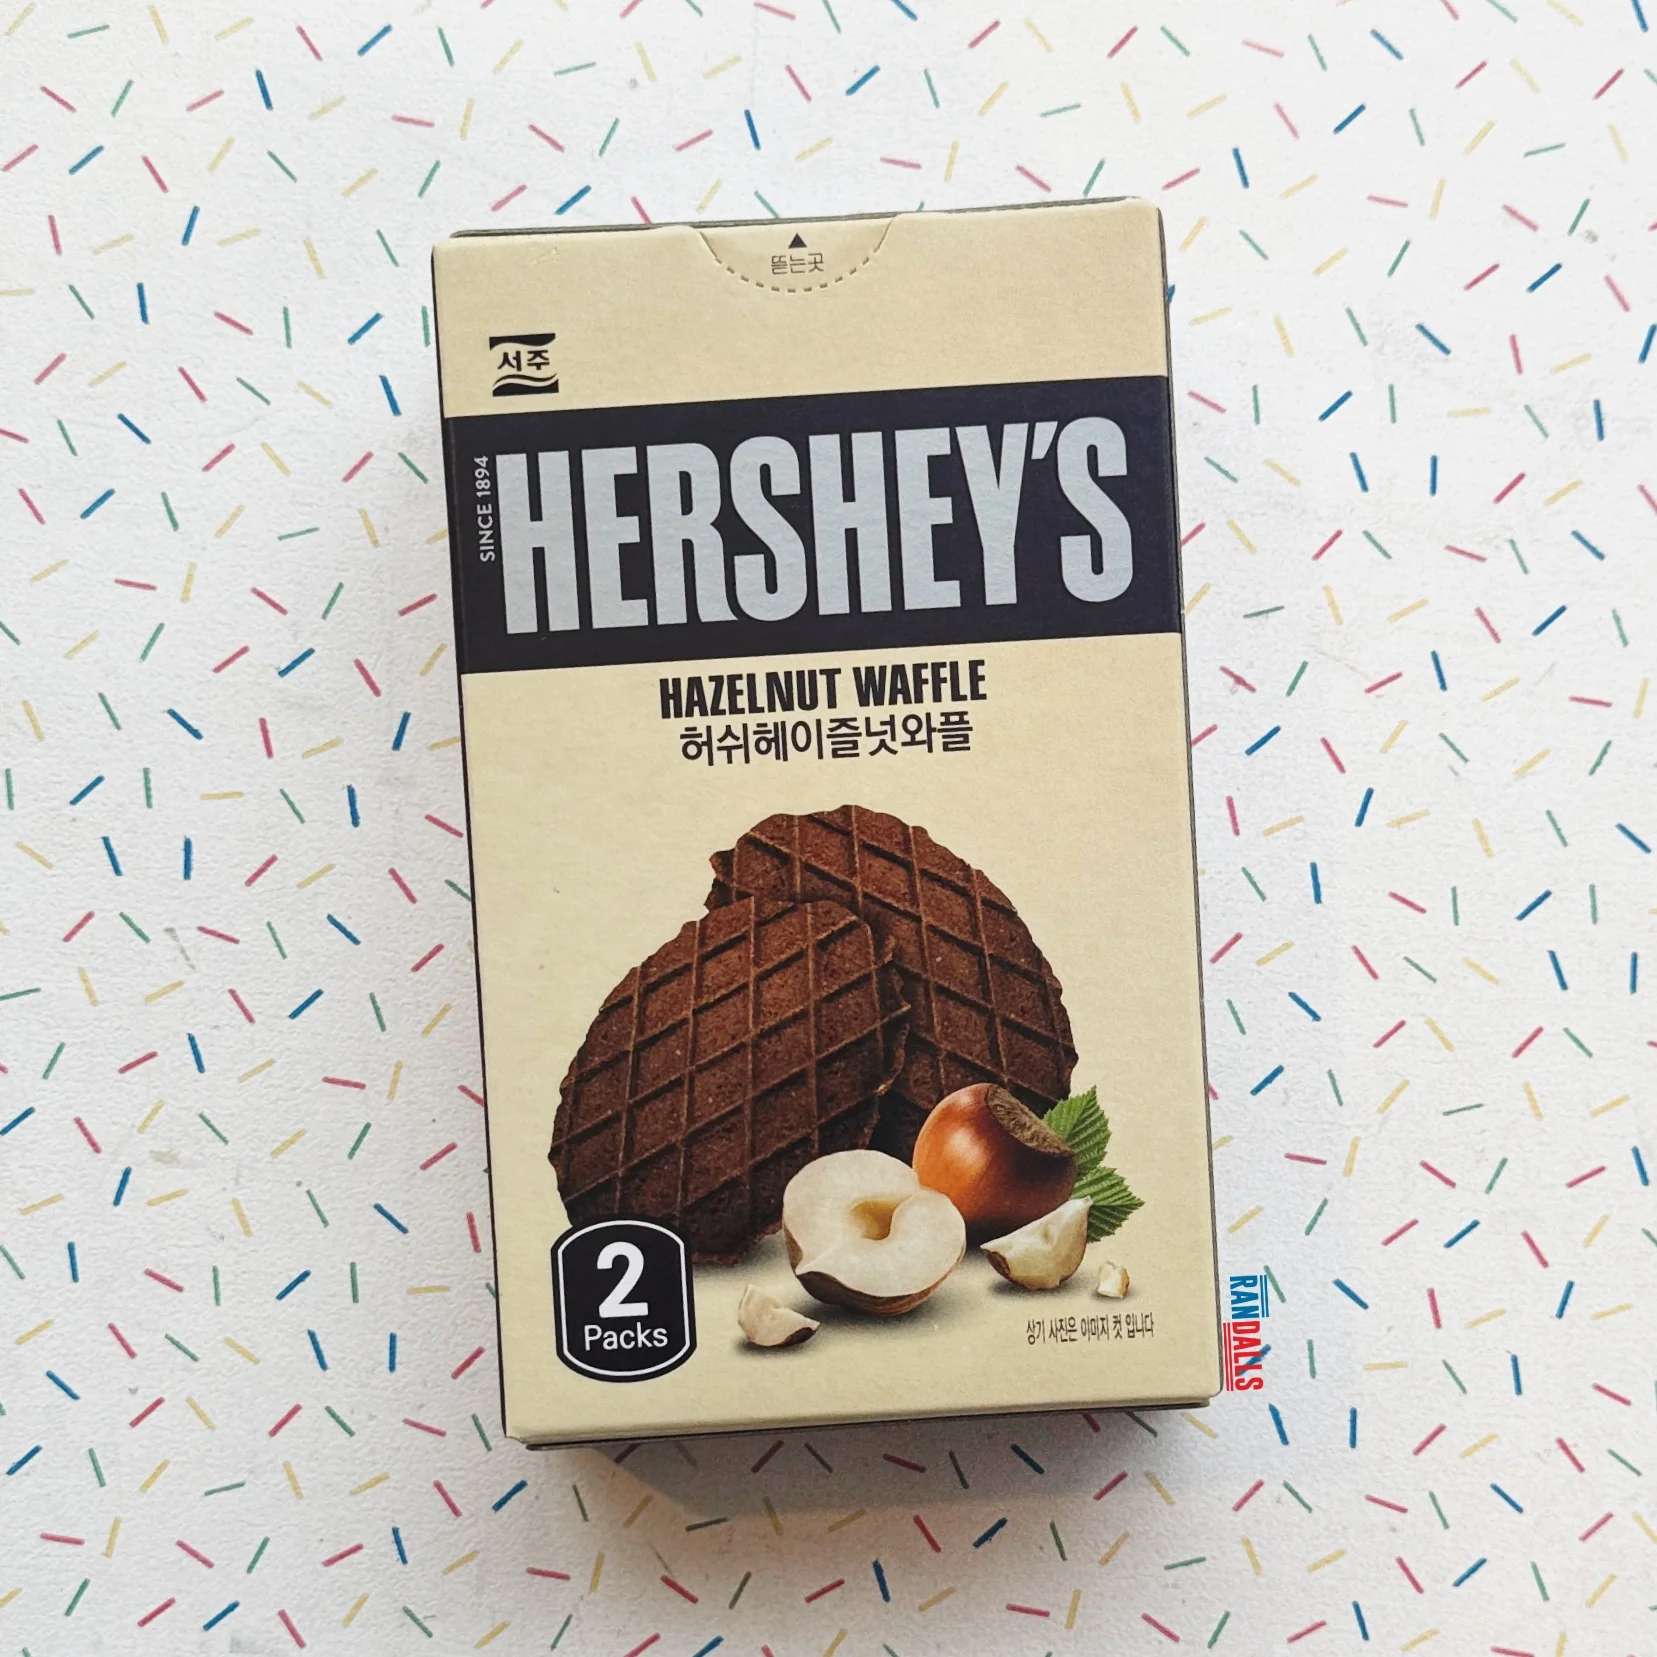 뜯는곳
서주
SINCE 1894
HERSHEY'S
HAZELNUT WAFFLE
허쉬헤이즐넛와플
2
Packs
상기 사진은 이미지 컷 입니다
RANDALLS